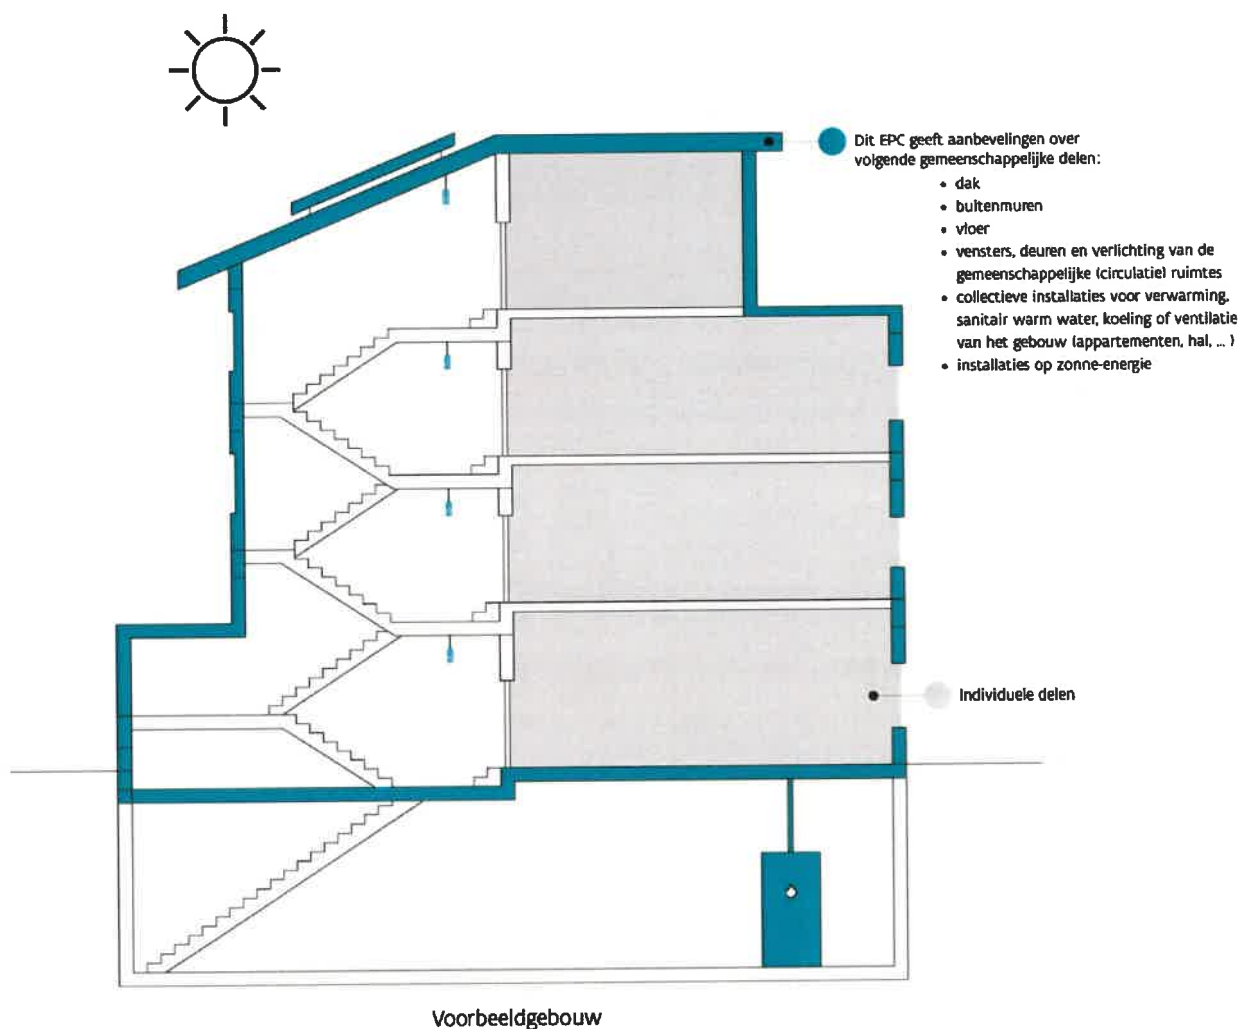 Dit EPC geeft aanbevelingen over
volgende gemeenschappelijke delen:
• dak
• buitenmuren
• vloer
• vensters, deuren en verlichting van de
gemeenschappelijke (circulatie) ruimtes
• collectieve installaties voor verwarming,
sanitair warm water, koeling of ventilatie
van het gebouw (appartementen, hal, ... )
• installaties op zonne-energie
Individuele delen
Voorbeeldgebouw